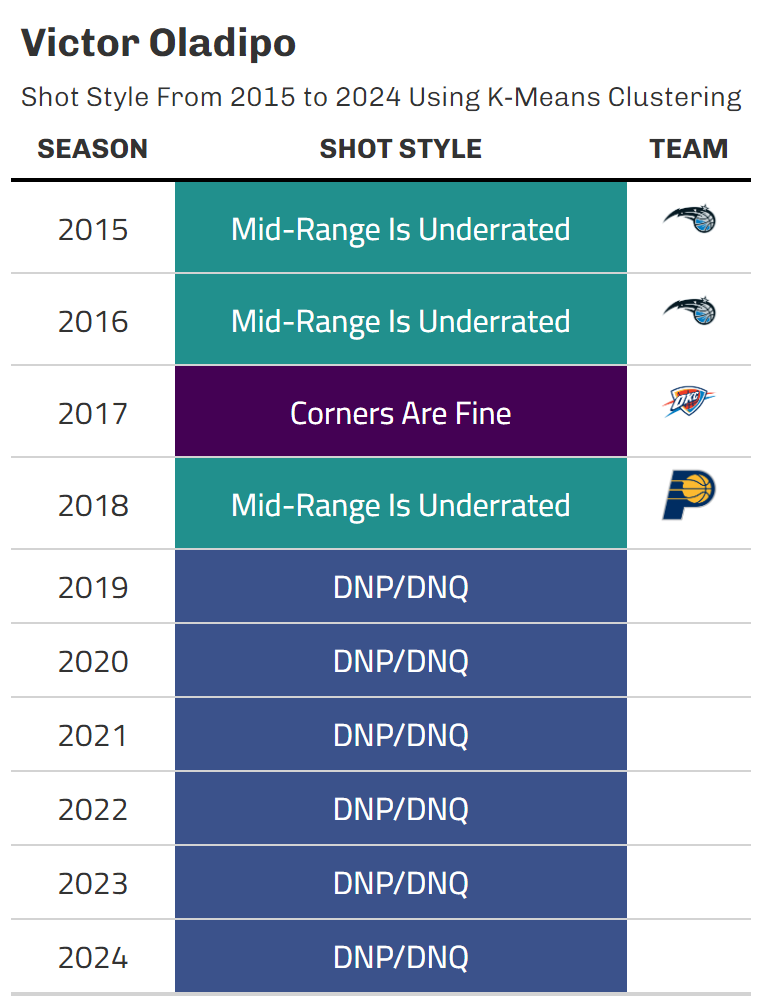 Victor Oladipo
Shot Style From 2015 to 2024 Using K-Means Clustering
SEASON SHOT STYLE TEAM
2015 Mid-Range Is Underrated
2016 Mid-Range Is Underrated
2017 Corners Are Fine OKC
2018 Mid-Range Is Underrated P
2019 DNP/DNQ
2020 DNP/DNQ
2021 DNP/DNQ
2022 DNP/DNQ
2023 DNP/DNQ
2024 DNP/DNQ